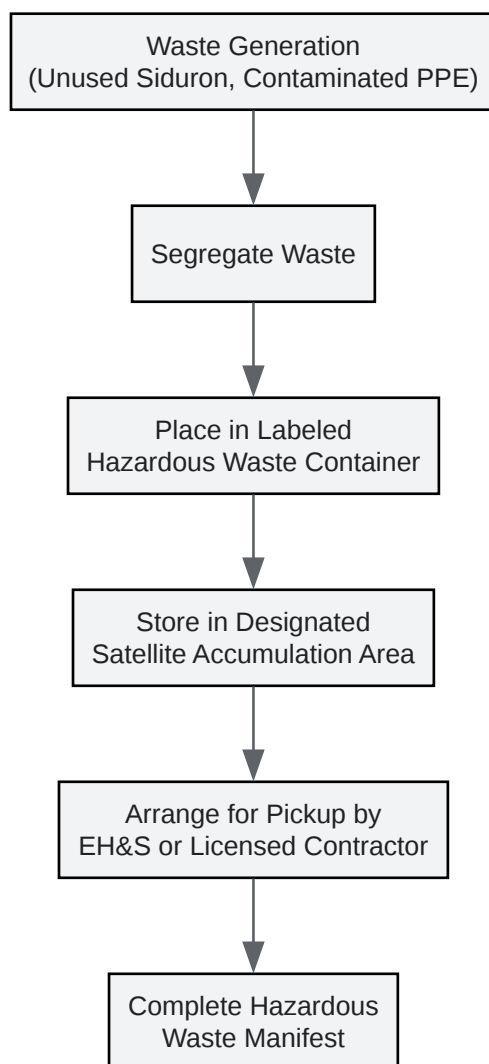 Waste Generation
(Unused Siduron, Contaminated PPE)
Segregate Waste
Place in Labeled
Hazardous Waste Container
Store in Designated
Satellite Accumulation Area
Arrange for Pickup by
EH&S or Licensed Contractor
Complete Hazardous
Waste Manifest